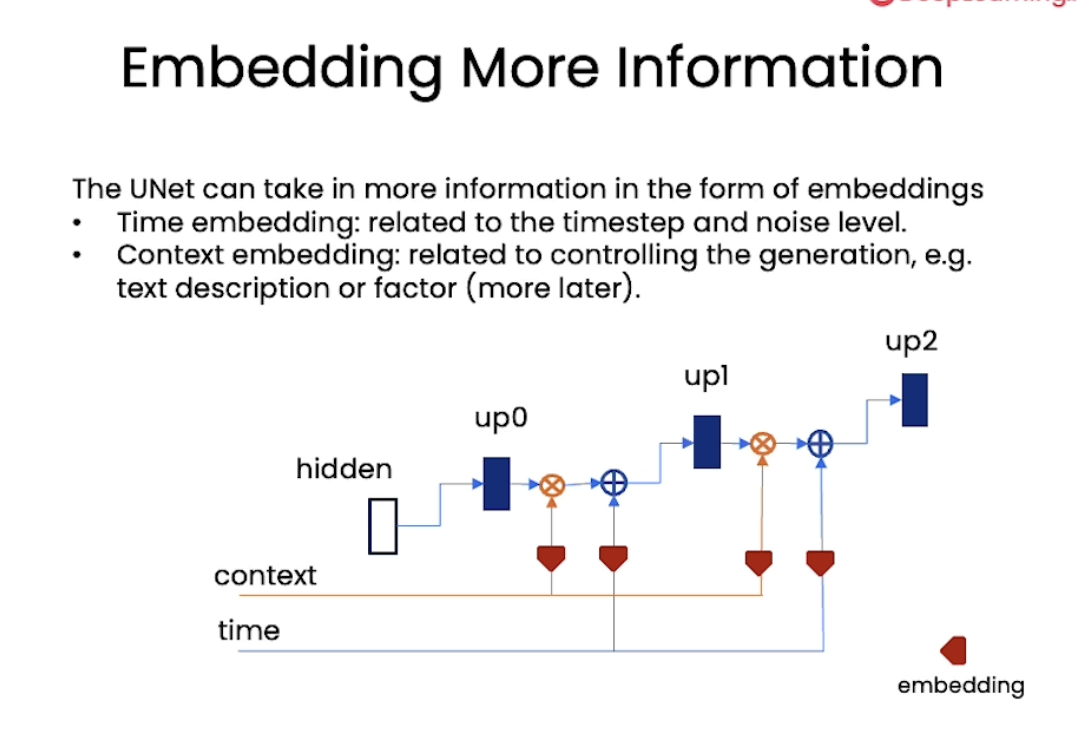 Embedding More Information
The UNet can take in more information in the form of embeddings
• Time embedding: related to the timestep and noise level.
• Context embedding: related to controlling the generation, e.g.
text description or factor (more later).
up2
up1
up0
hidden
context
time
embedding